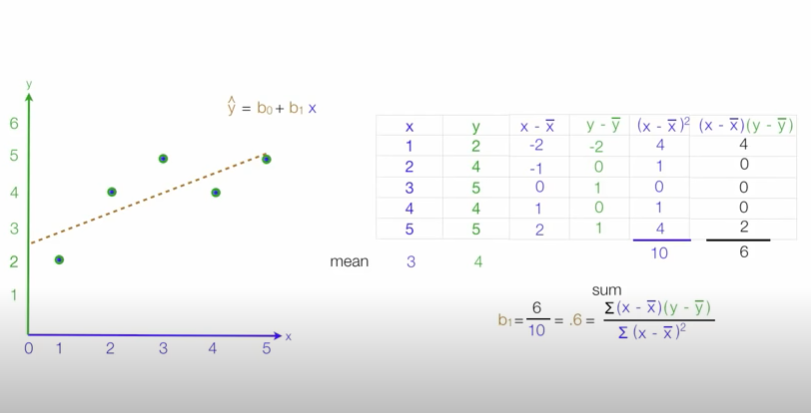 y
ŷ = b₀ + b₁ x
6
5
4
3
2
1
0 1 2 3 4 5 x
x y x - x̅ y - y̅ (x - x̅)² (x - x̅)(y - y̅)
1 2 -2 -2 4 4
2 4 -1 0 1 0
3 5 0 1 0 0
4 4 1 0 1 0
5 5 2 1 4 2
10 6
mean 3 4
sum
b₁ = 6/10 = .6 = Σ(x - x̅)(y - y̅) / Σ (x - x̅)²